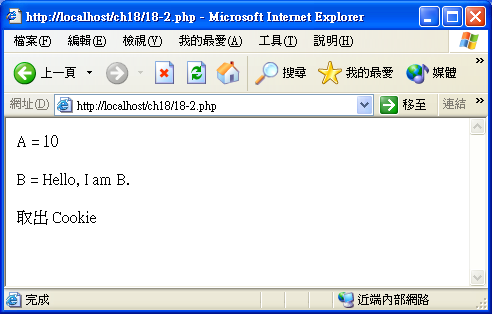 http://localhost/ch18/18-2.php - Microsoft Internet Explorer
檔案(F) 編輯(E) 檢視(V) 我的最愛(A) 工具(T) 說明(H)
上一頁 搜尋 我的最愛 媒體 »
網址(D) http://localhost/ch18/18-2.php 移至 連結 »
A = 10
B = Hello, I am B.
取出 Cookie
完成 近端內部網路